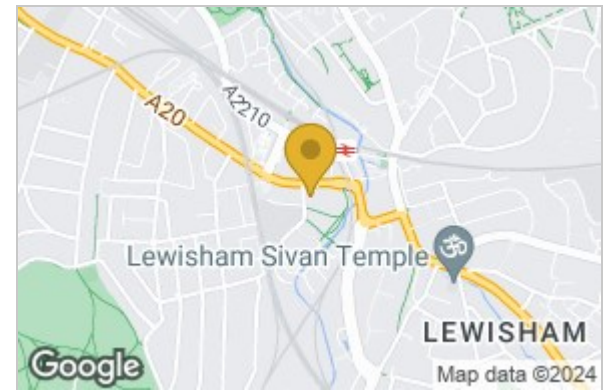 A20
A2210
Lewisham Sivan Temple
ॐ
LEWISHAM
Google
Map data ©2024